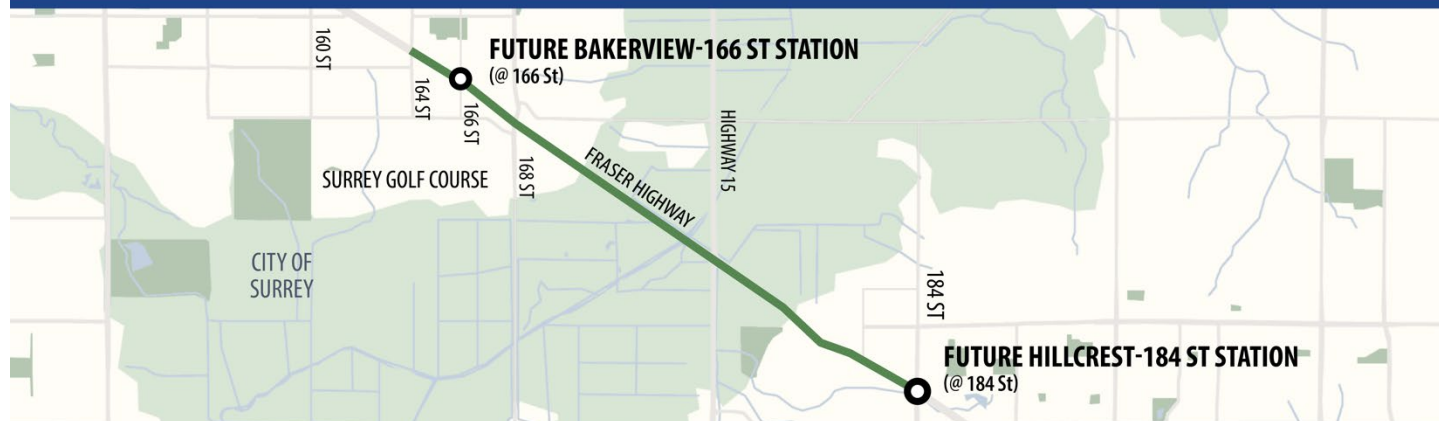 160 ST
FUTURE BAKERVIEW-166 ST STATION
(@ 166 St)
164 ST
166 ST
HIGHWAY 15
SURREY GOLF COURSE
168 ST
FRASER HIGHWAY
CITY OF
SURREY
184 ST
FUTURE HILLCREST-184 ST STATION
(@ 184 St)